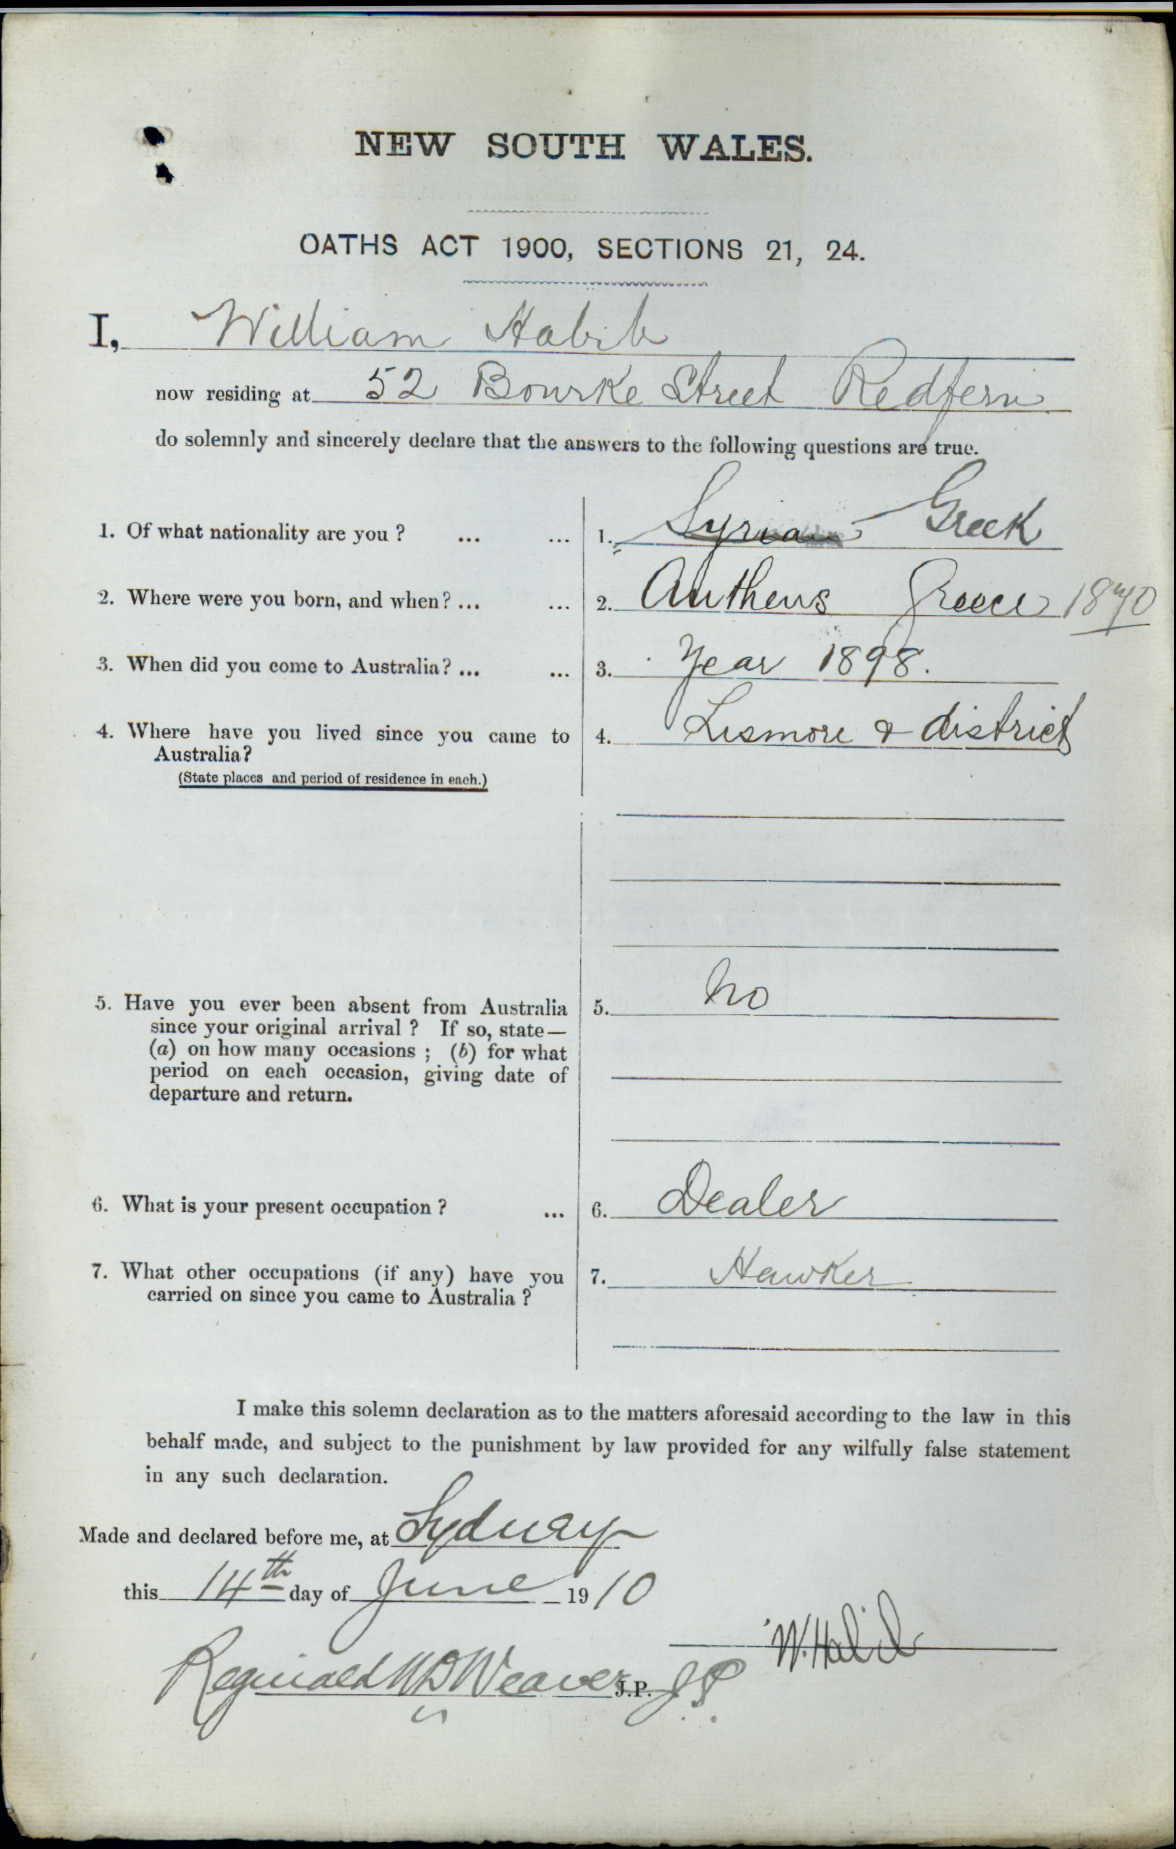 NEW SOUTH WALES.
OATHS ACT 1900, SECTIONS 21, 24.
I, William Habib
now residing at 52 Bourke Street Redfern
do solemnly and sincerely declare that the answers to the following questions are true.
1. Of what nationality are you ? ... ... 1. Syrian Greek
2. Where were you born, and when? ... ... 2. Authens Greece 1870
3. When did you come to Australia? ... ... 3. Year 1898.
4. Where have you lived since you came to 4. Lismore & district
Australia?
(State places and period of residence in each.)
5. Have you ever been absent from Australia 5. No
since your original arrival ? If so, state—
(a) on how many occasions ; (b) for what
period on each occasion, giving date of
departure and return.
6. What is your present occupation ? ... 6. Dealer
7. What other occupations (if any) have you 7. Hawker
carried on since you came to Australia ?
I make this solemn declaration as to the matters aforesaid according to the law in this
behalf made, and subject to the punishment by law provided for any wilfully false statement
in any such declaration.
Made and declared before me, at Sydney
this 14th day of June 1910
W. Habib
Reginald WD Weaver J.P. JP